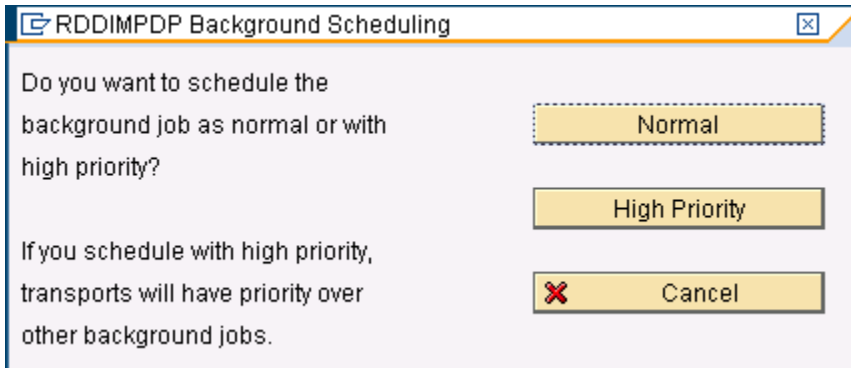 RDDIMPDP Background Scheduling
Do you want to schedule the
background job as normal or with
high priority?
If you schedule with high priority,
transports will have priority over
other background jobs.
Normal
High Priority
Cancel